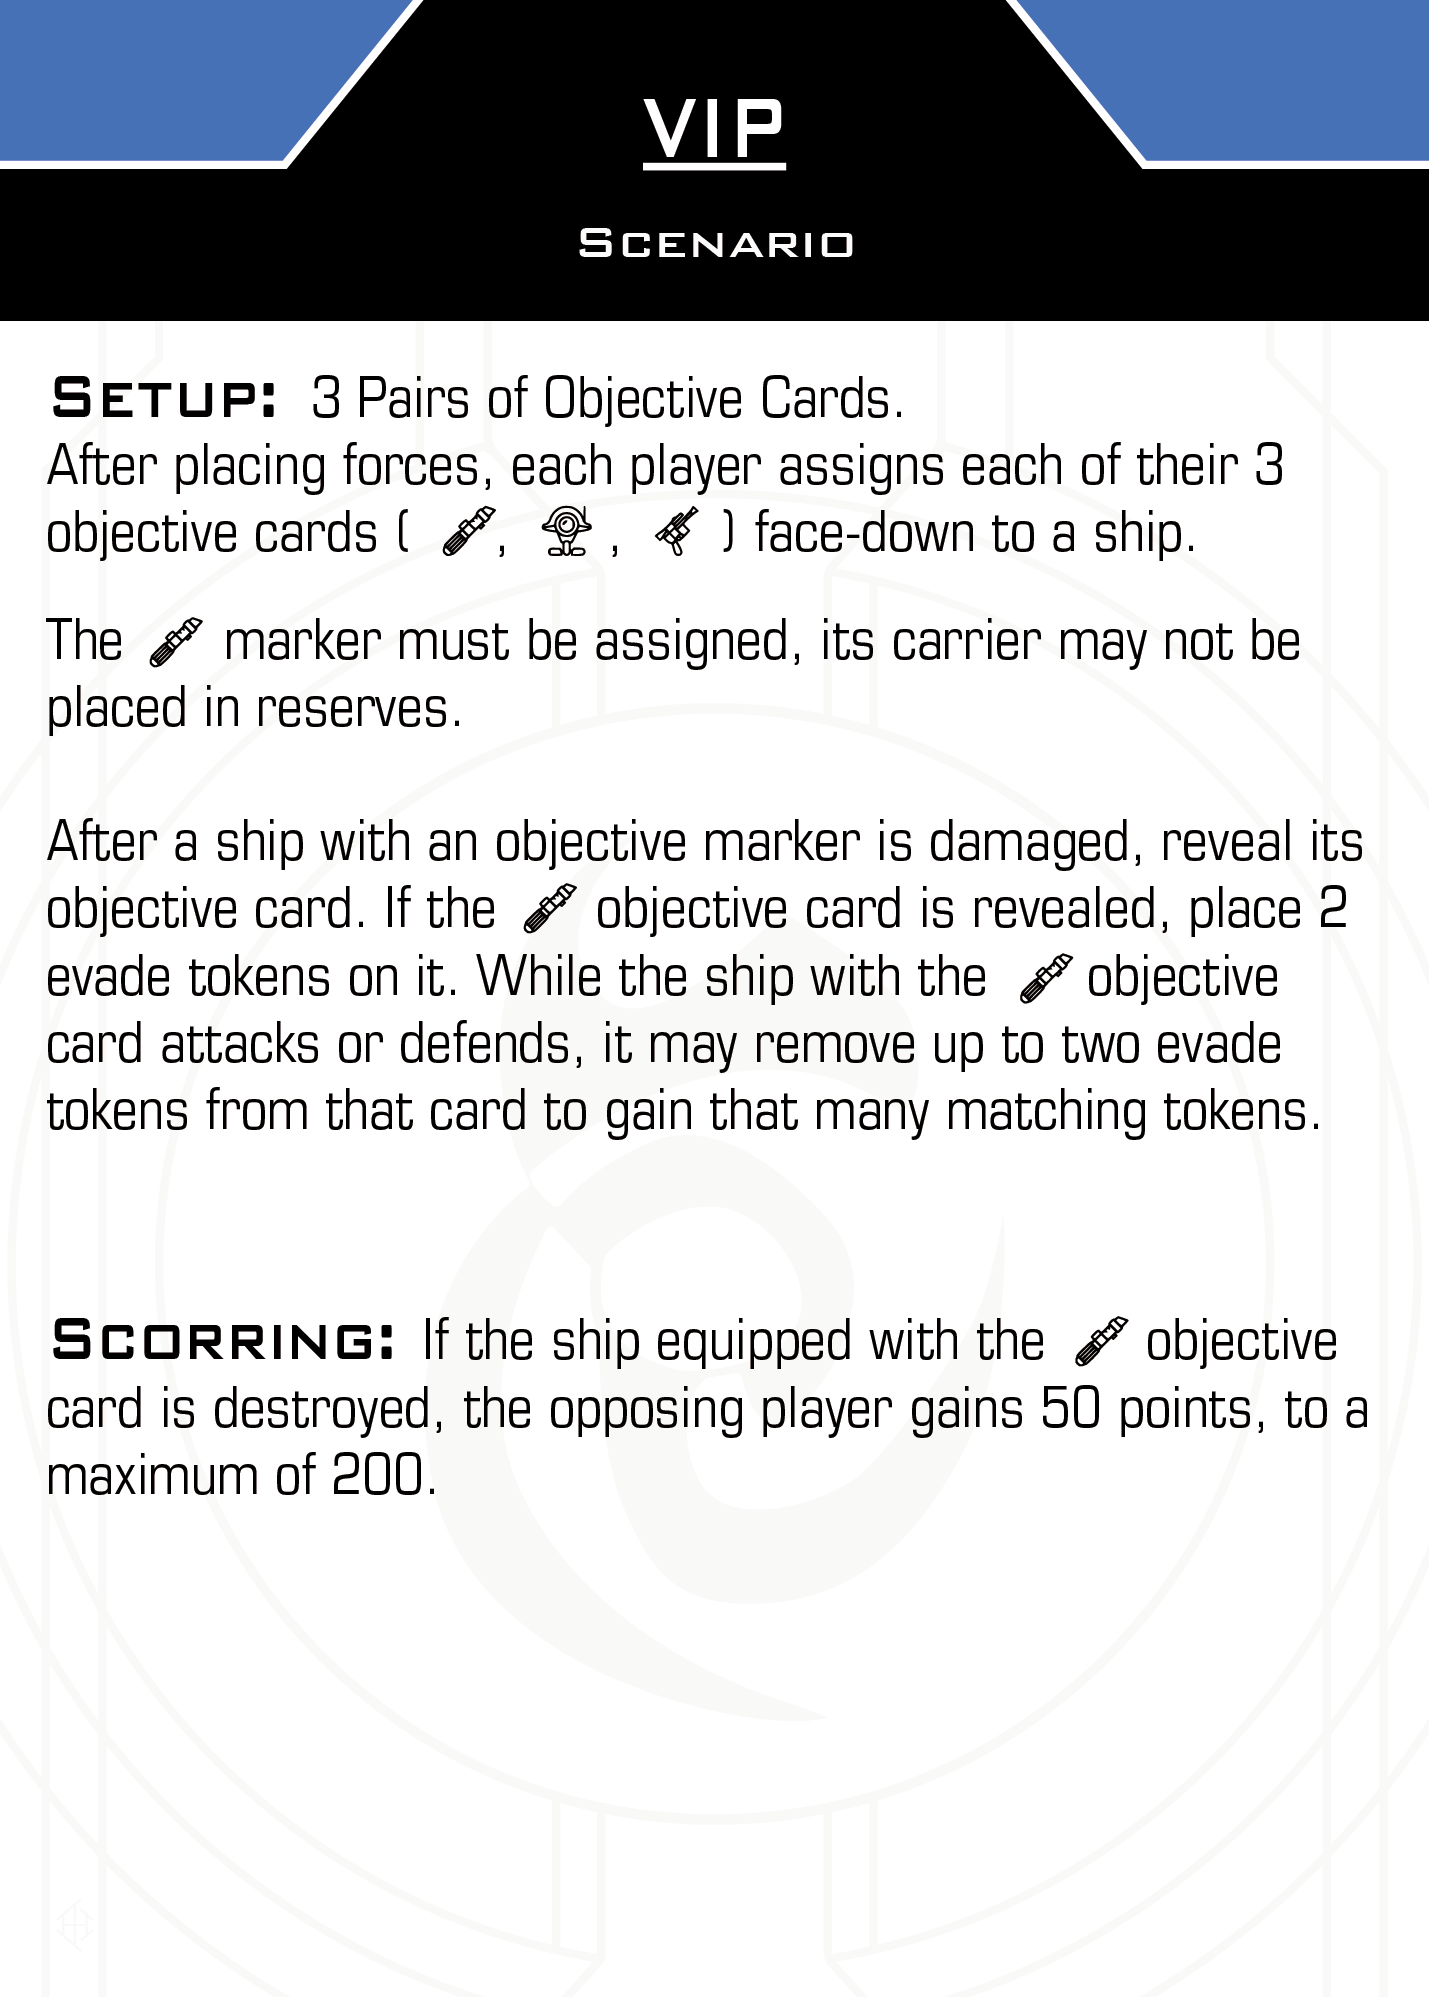 VIP
Scenario
Setup: 3 Pairs of Objective Cards.
After placing forces, each player assigns each of their 3
objective cards ( , , ) face-down to a ship.
The marker must be assigned, its carrier may not be
placed in reserves.
After a ship with an objective marker is damaged, reveal its
objective card. If the objective card is revealed, place 2
evade tokens on it. While the ship with the objective
card attacks or defends, it may remove up to two evade
tokens from that card to gain that many matching tokens.
Scorring: If the ship equipped with the objective
card is destroyed, the opposing player gains 50 points, to a
maximum of 200.